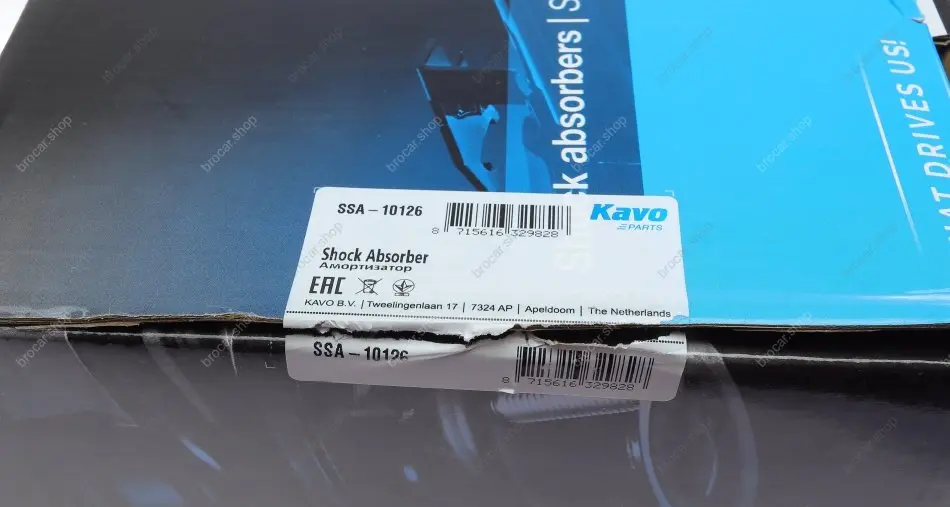 Shock absorbers | S
AT DRIVES US!
SSA – 10126
8 715616 329828
Kavo
PARTS
Shock Absorber
Амортизатор
EAC
KAVO B.V. | Tweelingenlaan 17 | 7324 AP | Apeldoorn | The Netherlands
SSA – 10126
8 715616 329828
brocar.shop